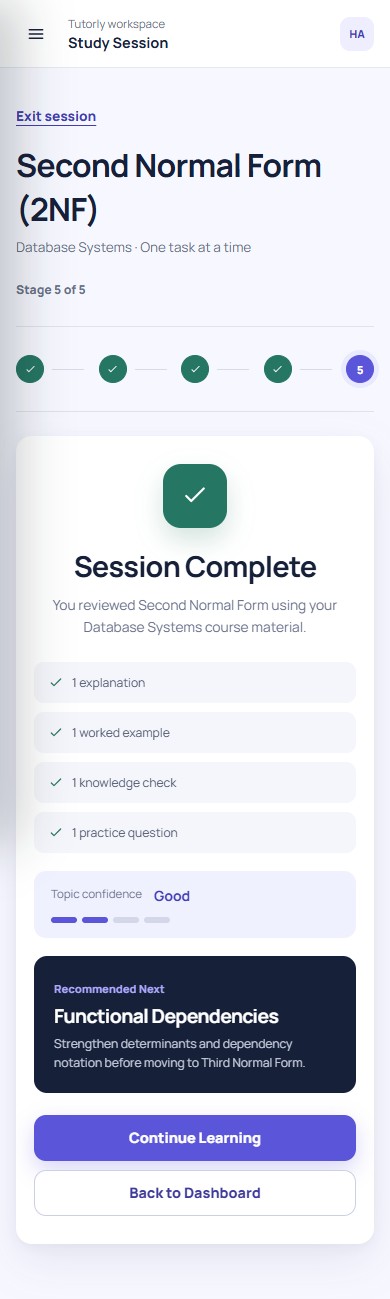 Tutorly workspace
Study Session
HA
Exit session
Second Normal Form
(2NF)
Database Systems · One task at a time
Stage 5 of 5
5
Session Complete
You reviewed Second Normal Form using your
Database Systems course material.
1 explanation
1 worked example
1 knowledge check
1 practice question
Topic confidence Good
Recommended Next
Functional Dependencies
Strengthen determinants and dependency
notation before moving to Third Normal Form.
Continue Learning
Back to Dashboard